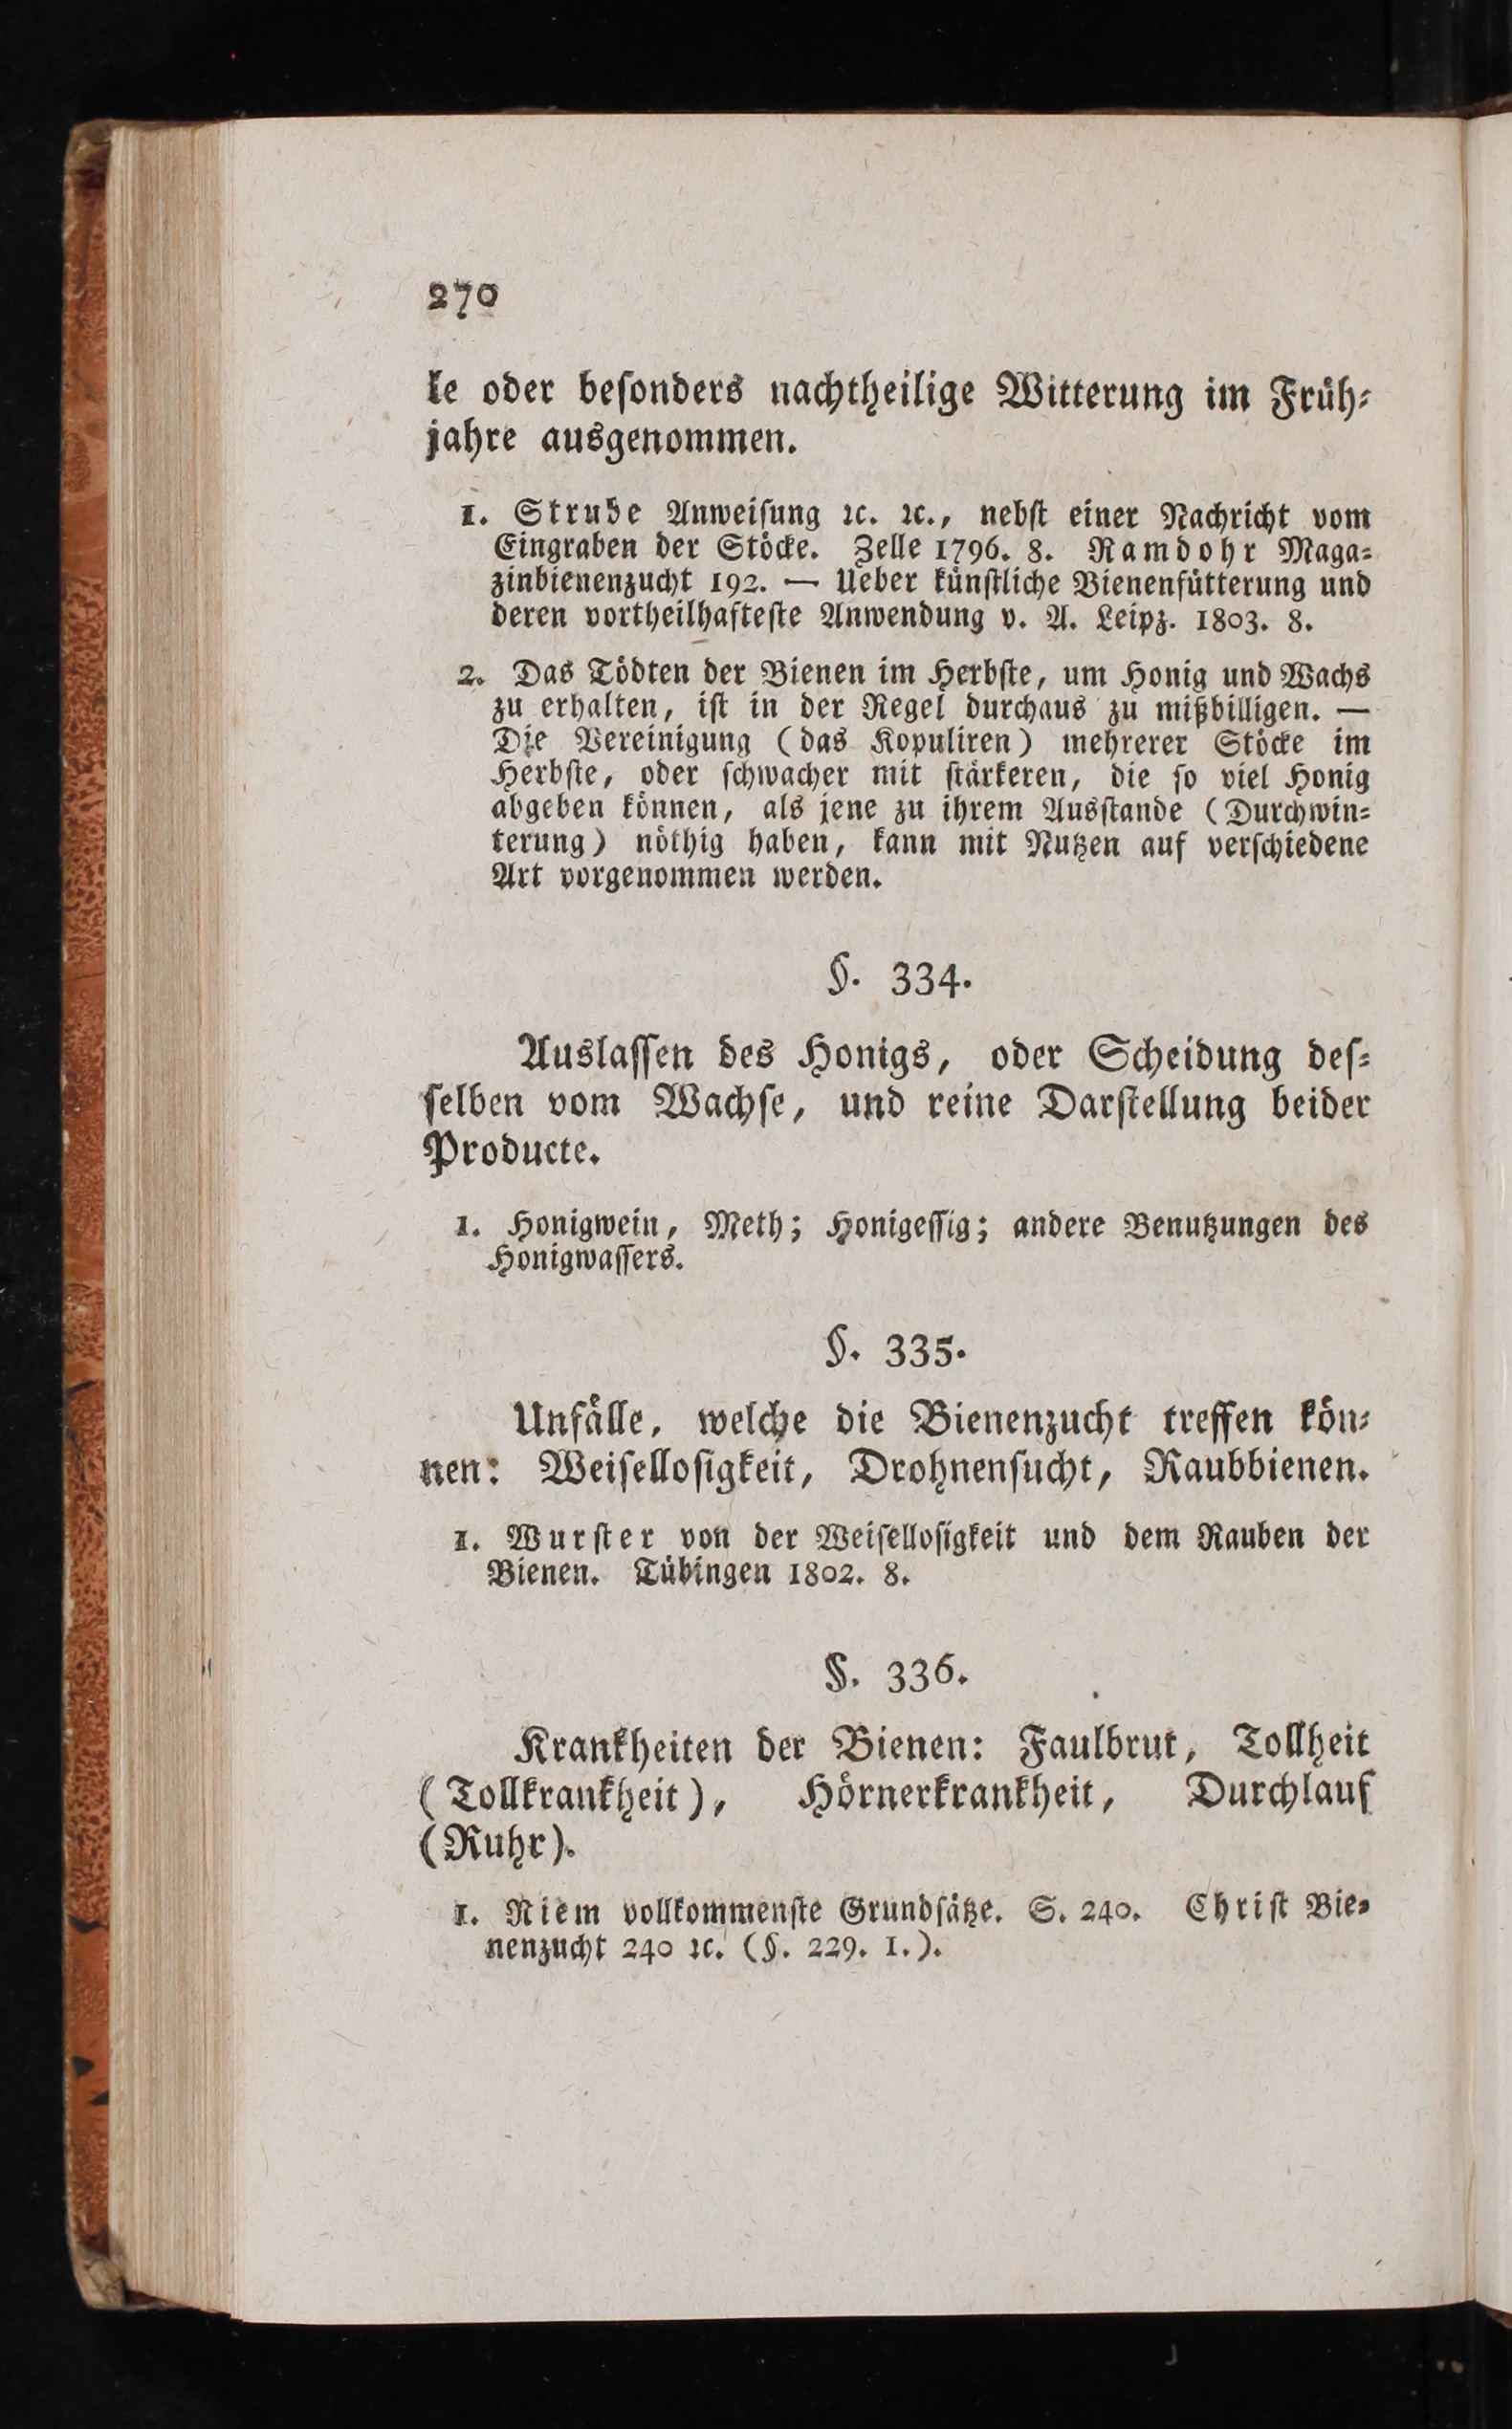 270
le oder beſonders nachtheilige Witterung im Früh⸗
jahre ausgenommen.
1. Strube Anweiſung ꝛc. ꝛc., nebſt einer Nachricht vom
Eingraben der Stöcke. Zelle 1796. 8. Ramdohr Maga⸗
zinbienenzucht 192. — Ueber künſtliche Bienenfütterung und
deren vortheilhafteſte Anwendung v. A. Leipz. 1803. 8.
2. Das Tödten der Bienen im Herbſte, um Honig und Wachs
zu erhalten, iſt in der Regel durchaus zu mißbilligen. —
Die Vereinigung (das Kopuliren) mehrerer Stöcke im
Herbſte, oder ſchwacher mit ſtärkeren, die ſo viel Honig
abgeben können, als jene zu ihrem Ausſtande (Durchwin⸗
terung) nöthig haben, kann mit Nutzen auf verſchiedene
Art vorgenommen werden.
§. 334.
Auslaſſen des Honigs, oder Scheidung deſ⸗
ſelben vom Wachſe, und reine Darſtellung beider
Producte.
1. Honigwein, Meth; Honigeſſig; andere Benutzungen des
Honigwaſſers.
§. 335.
Unfälle, welche die Bienenzucht treffen kön⸗
nen: Weiſelloſigkeit, Drohnenſucht, Raubbienen.
1. Wurſter von der Weiſelloſigkeit und dem Rauben der
Bienen. Tübingen 1802. 8.
§. 336.
Krankheiten der Bienen: Faulbrut, Tollheit
(Tollkrankheit), Hörnerkrankheit, Durchlauf
(Ruhr).
1. Riem vollkommenſte Grundſätze. S. 240. Chriſt Bie⸗
nenzucht 240 ꝛc. (§. 229. 1.).